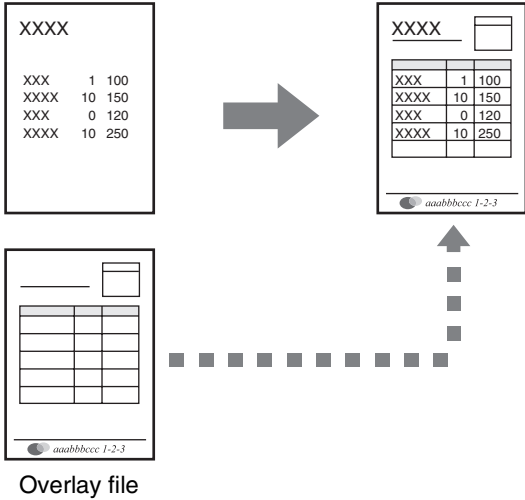 XXXX
XXX 1 100
XXXX 10 150
XXX 0 120
XXXX 10 250
XXXX
XXX 1 100
XXXX 10 150
XXX 0 120
XXXX 10 250
aaabbbccc 1-2-3
aaabbbccc 1-2-3
Overlay file